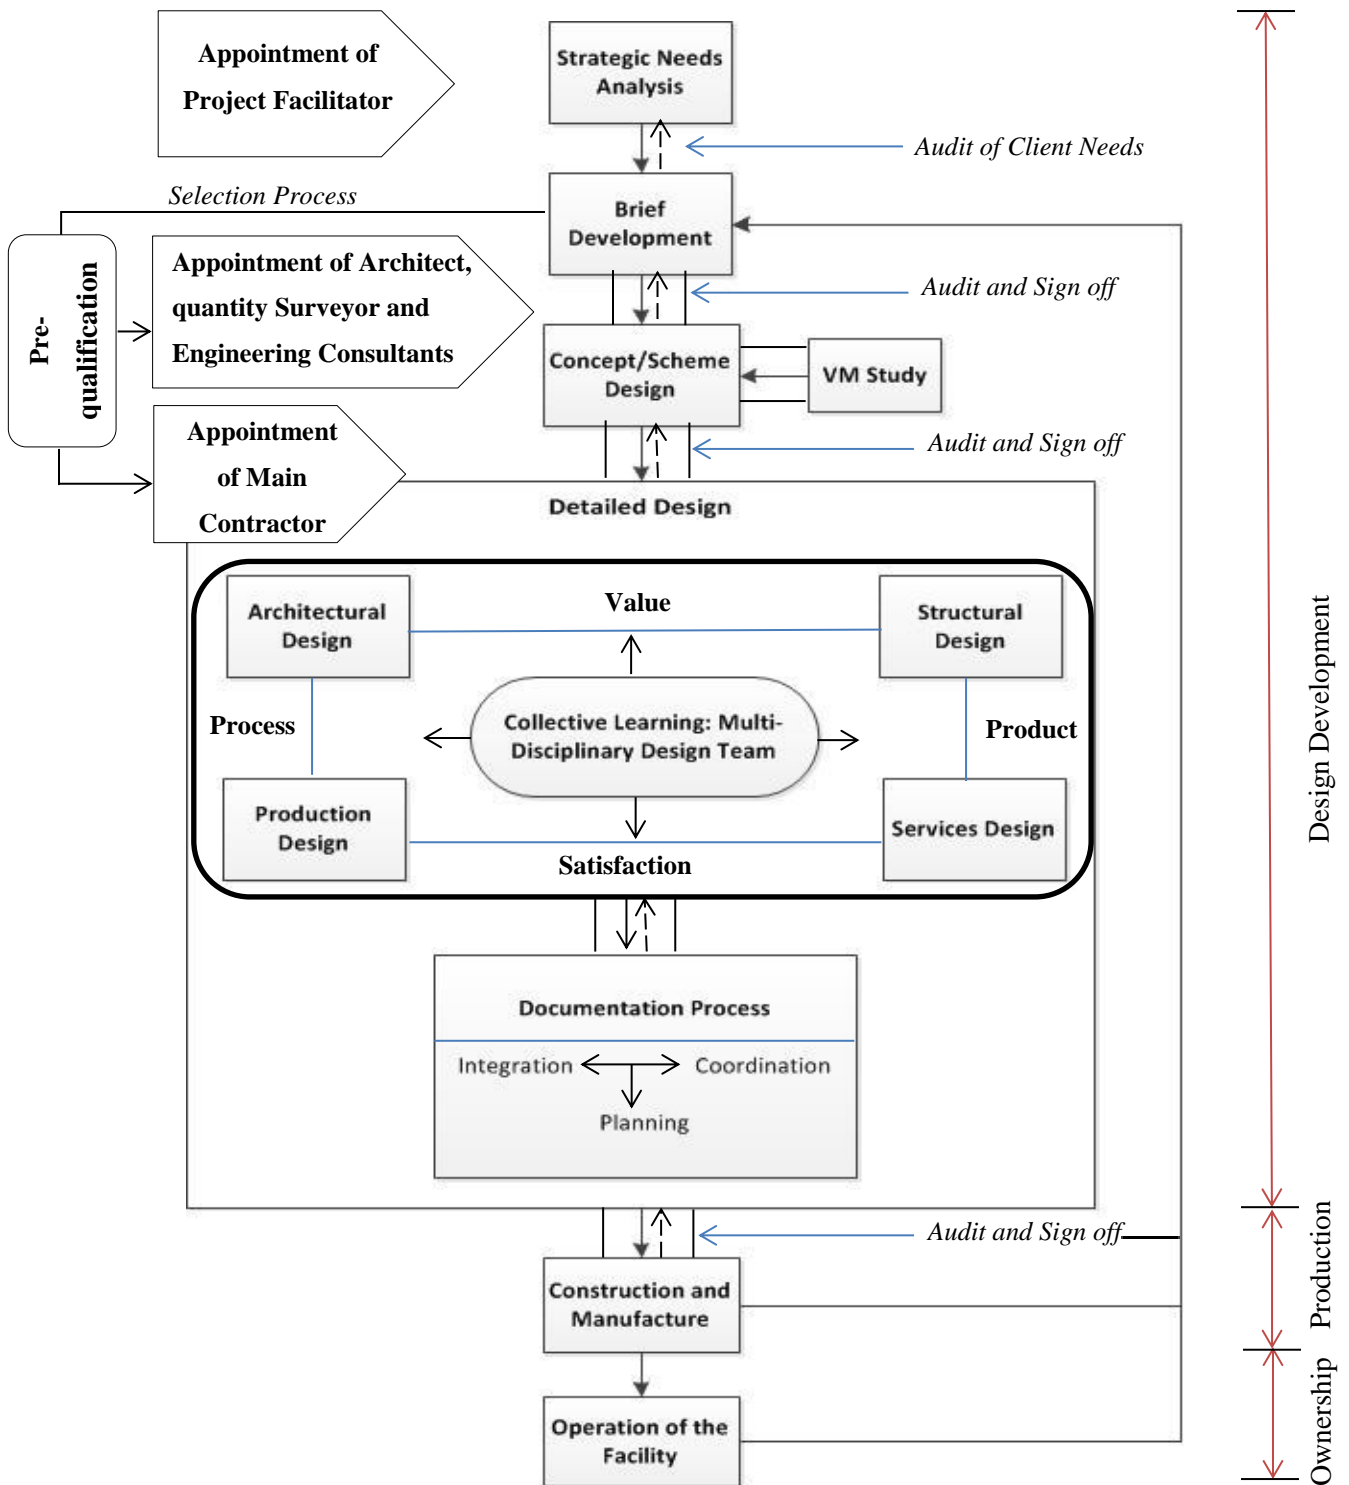 Appointment of
Project Facilitator
Strategic Needs
Analysis
Audit of Client Needs
Selection Process
Brief
Development
Pre-
qualification
Appointment of Architect,
quantity Surveyor and
Engineering Consultants
Audit and Sign off
Concept/Scheme
Design
VM Study
Appointment
of Main
Contractor
Audit and Sign off
Detailed Design
Architectural
Design
Value
Structural
Design
Process
Collective Learning: Multi-
Disciplinary Design Team
Product
Production
Design
Services Design
Satisfaction
Documentation Process
Integration
Coordination
Planning
Audit and Sign off
Construction and
Manufacture
Operation of the
Facility
Design Development
Production
Ownership